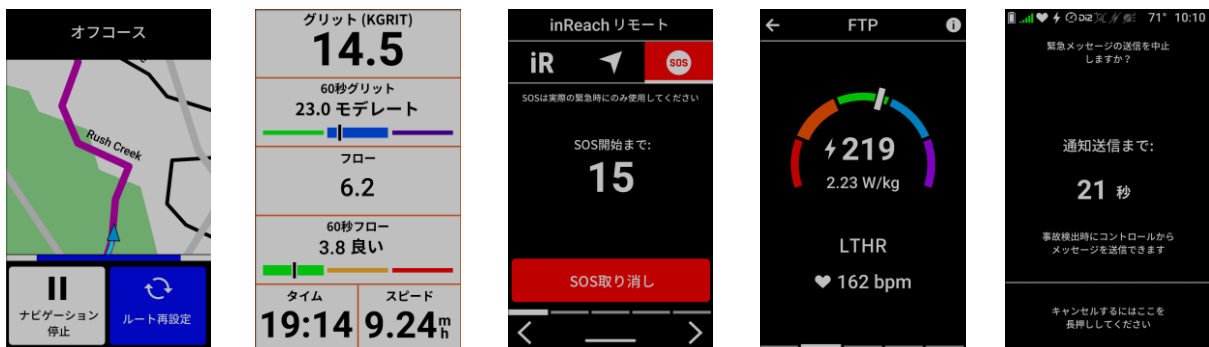 オフコース
Rush Creek
ナビゲーション
停止
ルート再設定
グリット (KGRIT)
14.5
60秒グリット
23.0 モデレート
フロー
6.2
60秒フロー
3.8 良い
タイム
19:14
スピード
9.24 m h
inReach リモート
iR
SOS
SOSは実際の緊急時にのみ使用してください
SOS開始まで:
15
SOS取り消し
FTP
219
2.23 W/kg
LTHR
162 bpm
71° 10:10
緊急メッセージの送信を中止
しますか？
通知送信まで:
21 秒
事故検出時にコントロールから
メッセージを送信できます
キャンセルするにはここを
長押ししてください